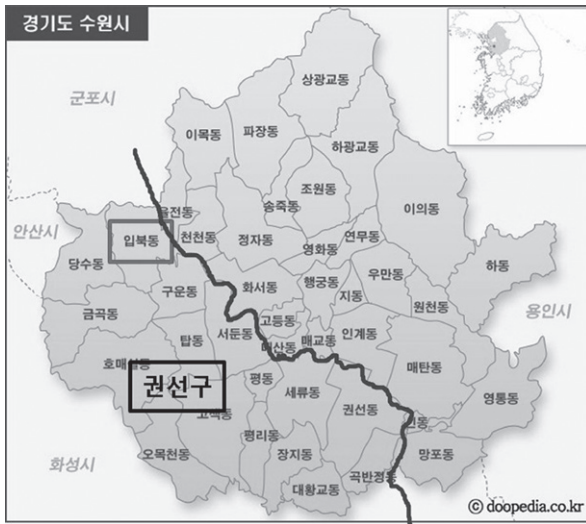 경기도 수원시
군포시
상광교동
이목동
파장동
하광교동
조원동
율전동
송죽동
이의동
안산시
입북동
천천동
정자동
연무동
영화동
당수동
하동
구운동
화서동
행궁동
우만동
지동
금곡동
원천동
용인시
고등동
탑동
서둔동
매교동
인계동
매산동
호매실동
매탄동
권선구
평동
세류동
영통동
고색동
권선동
오목천동
평리동
장지동
망포동
화성시
곡반정동
대황교동
© doopedia.co.kr